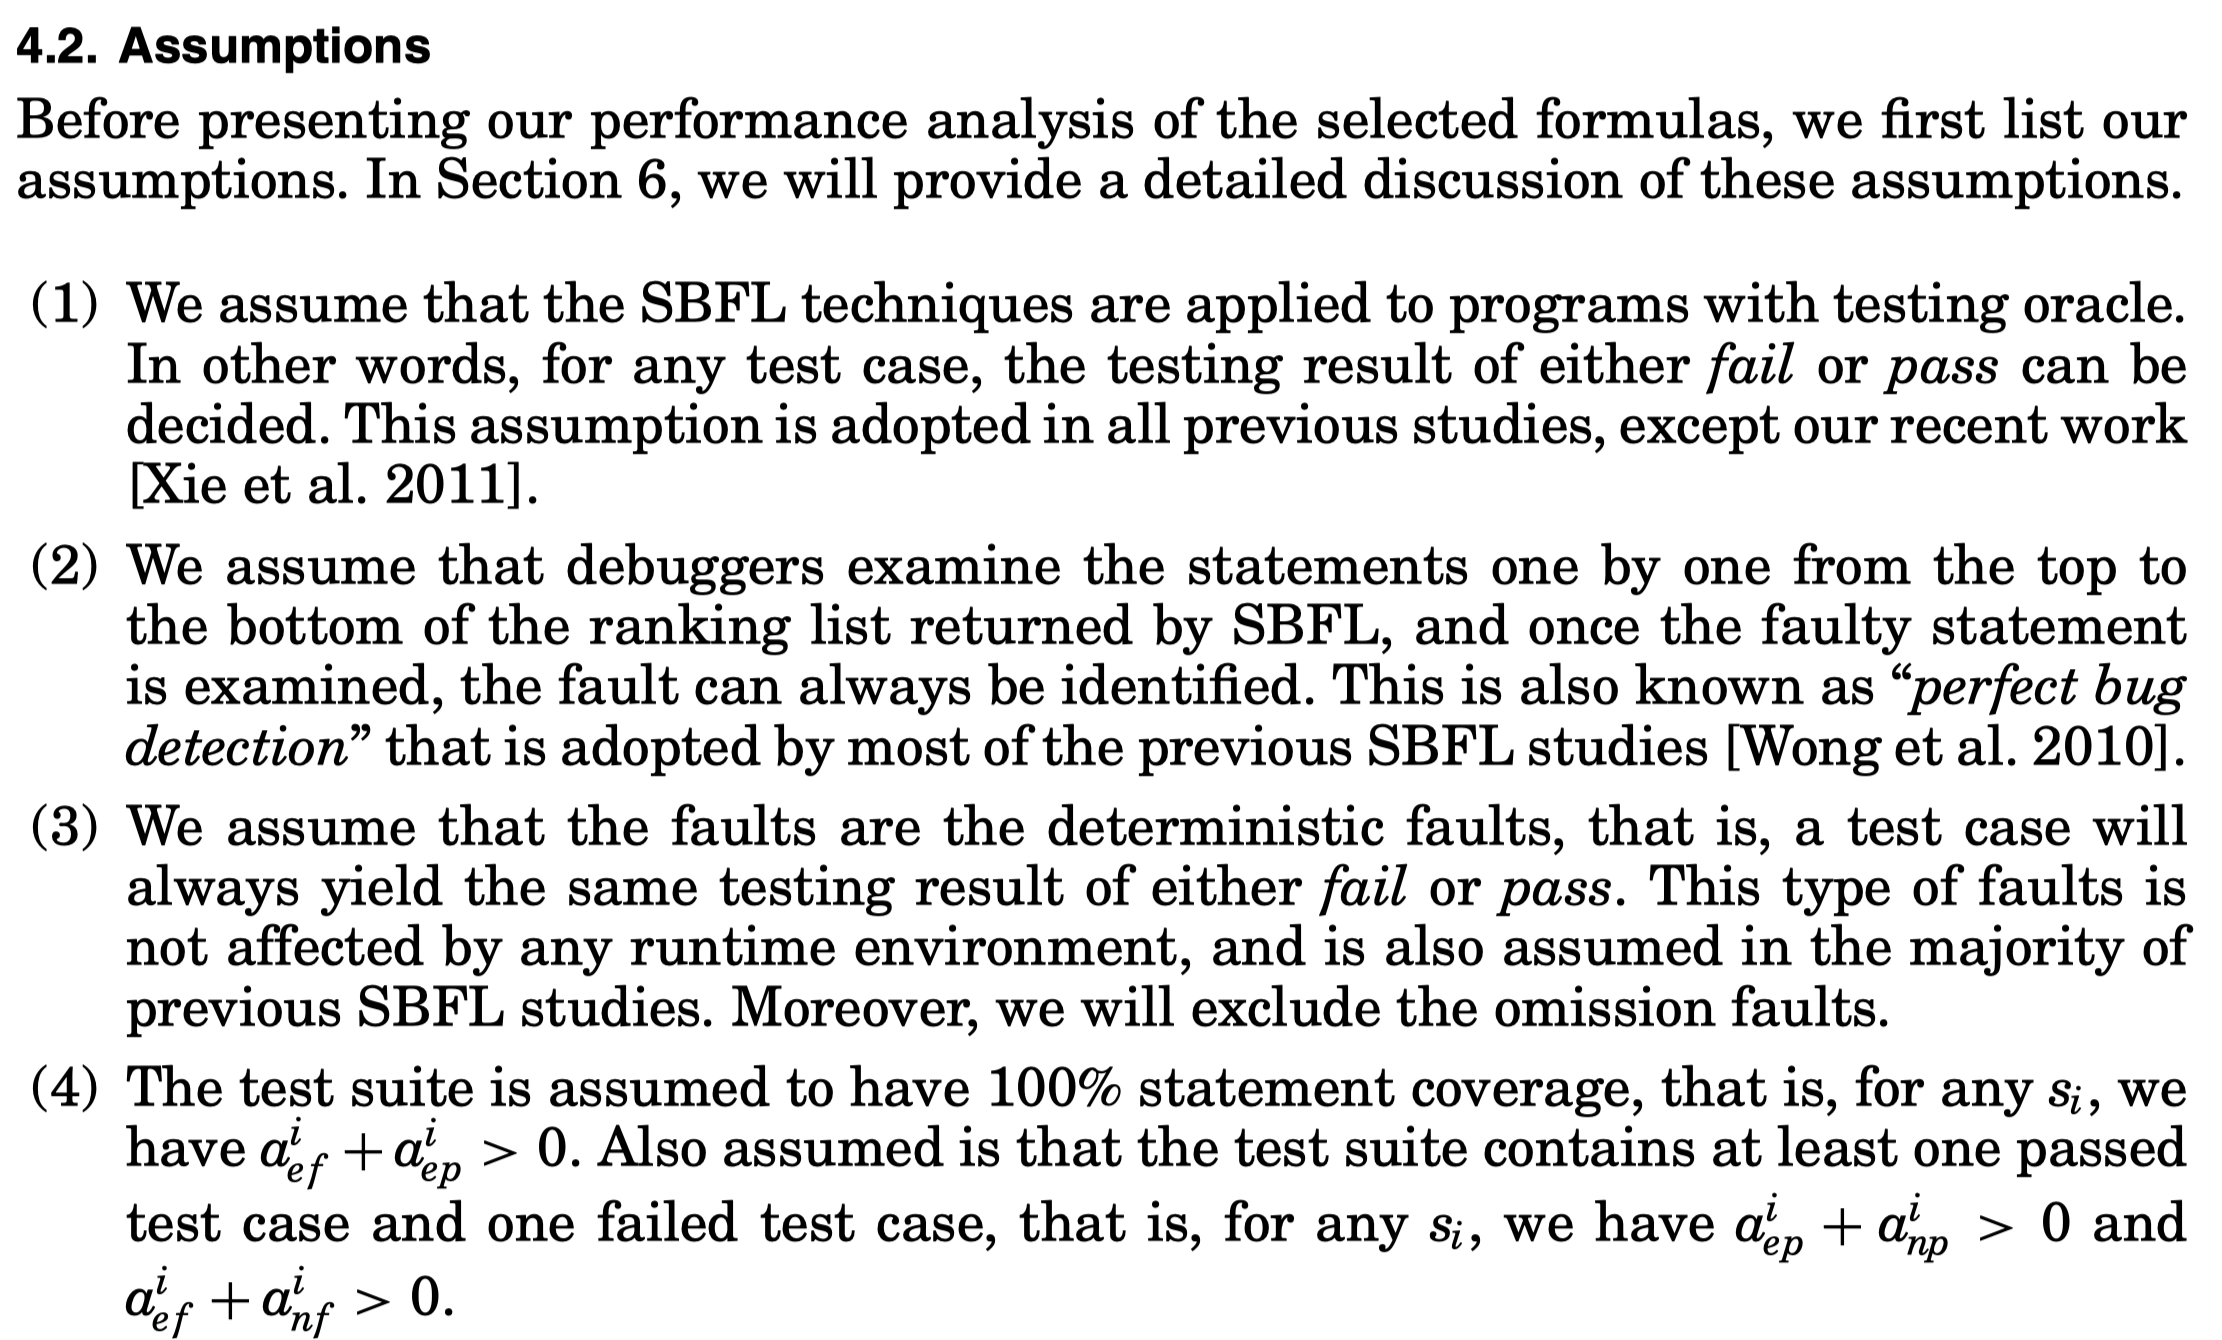 4.2. Assumptions
Before presenting our performance analysis of the selected formulas, we first list our
assumptions. In Section 6, we will provide a detailed discussion of these assumptions.
(1) We assume that the SBFL techniques are applied to programs with testing oracle.
In other words, for any test case, the testing result of either fail or pass can be
decided. This assumption is adopted in all previous studies, except our recent work
[Xie et al. 2011].
(2) We assume that debuggers examine the statements one by one from the top to
the bottom of the ranking list returned by SBFL, and once the faulty statement
is examined, the fault can always be identified. This is also known as “perfect bug
detection” that is adopted by most of the previous SBFL studies [Wong et al. 2010].
(3) We assume that the faults are the deterministic faults, that is, a test case will
always yield the same testing result of either fail or pass. This type of faults is
not affected by any runtime environment, and is also assumed in the majority of
previous SBFL studies. Moreover, we will exclude the omission faults.
(4) The test suite is assumed to have 100% statement coverage, that is, for any $s_i$, we
have $a_{ef}^i + a_{ep}^i > 0$. Also assumed is that the test suite contains at least one passed
test case and one failed test case, that is, for any $s_i$, we have $a_{ep}^i + a_{np}^i > 0$ and
$a_{ef}^i + a_{nf}^i > 0$.